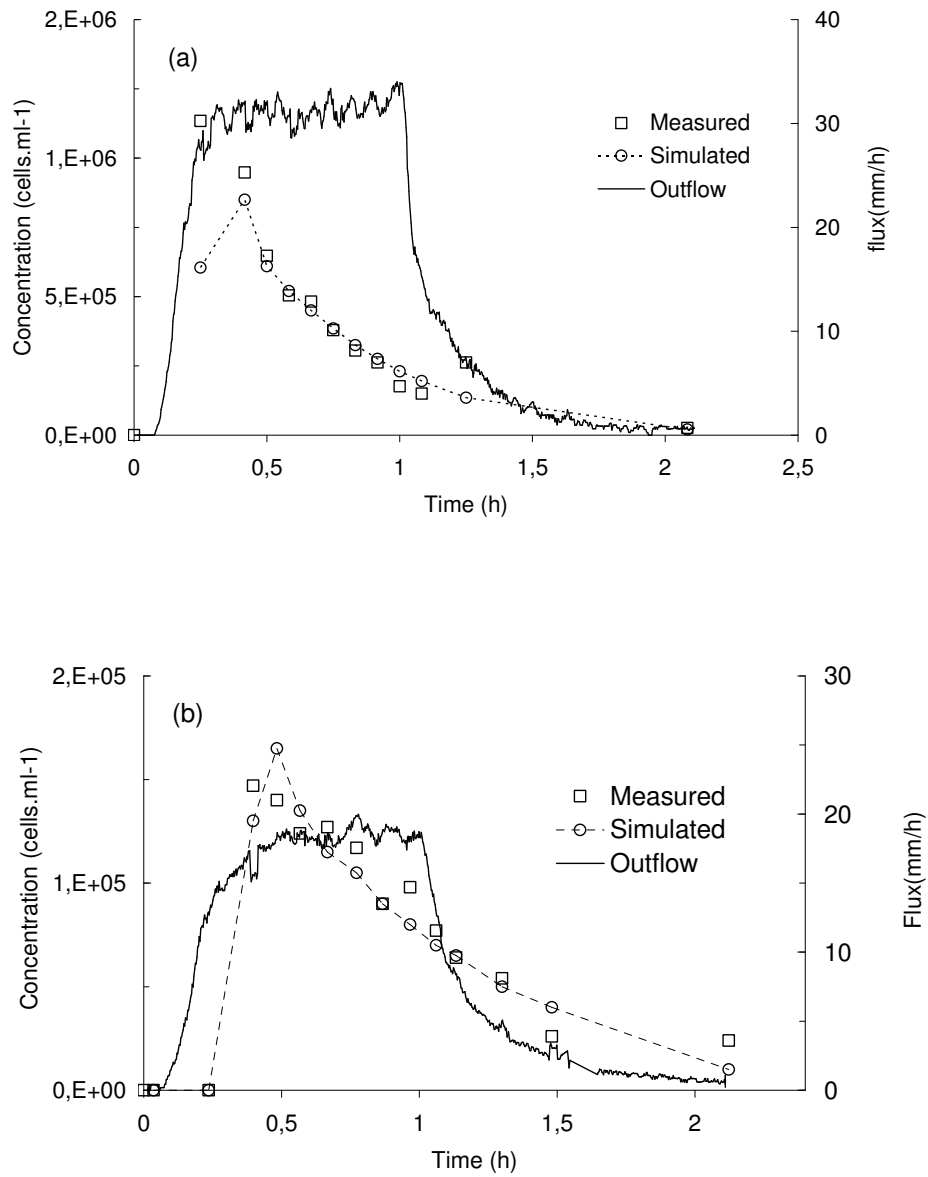 2,E+06
40
(a)
30
Measured
1,E+06
Simulated
Outflow
20
Concentration (cells.ml-1)
flux(mm/h)
5,E+05
10
0,E+00
0
0
0,5
1
1,5
2
2,5
Time (h)
2,E+05
30
(b)
Measured
20
Simulated
Outflow
1,E+05
Concentration (cells.ml-1)
Flux(mm/h)
10
0,E+00
0
0
0,5
1
1,5
2
Time (h)